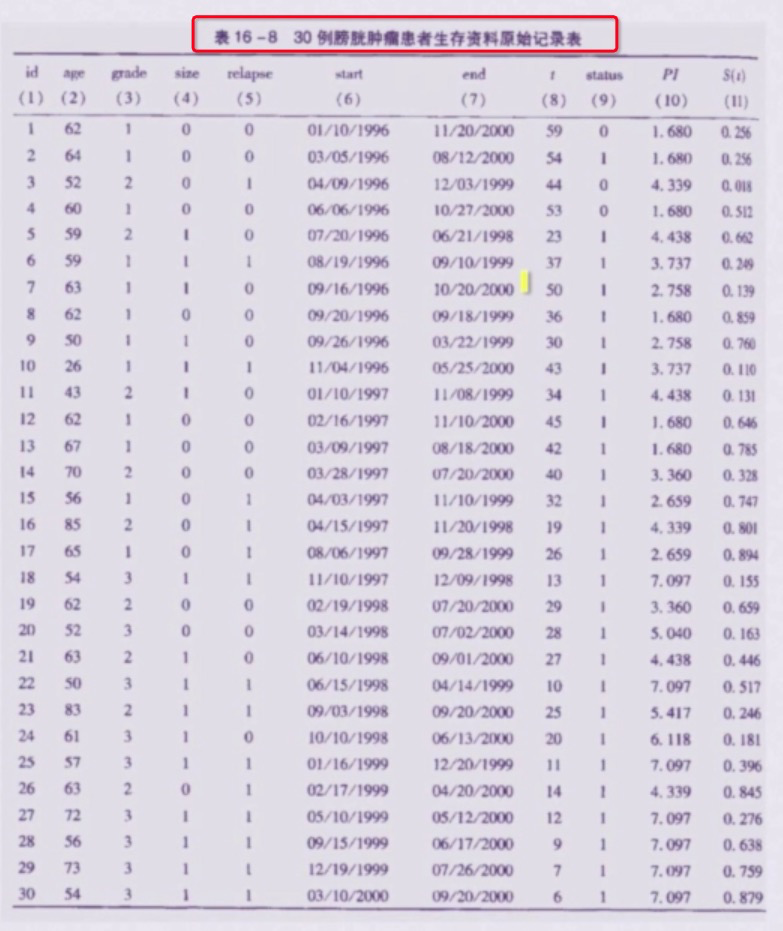 表 16-8 30 例膀胱肿瘤患者生存资料原始记录表
id age grade size relapse start end t status PI S(t)
(1) (2) (3) (4) (5) (6) (7) (8) (9) (10) (11)
1 62 1 0 0 01/10/1996 11/20/2000 59 0 1.680 0.256
2 64 1 0 0 03/05/1996 08/12/2000 54 1 1.680 0.256
3 52 2 0 1 04/09/1996 12/03/1999 44 0 4.339 0.018
4 60 1 0 0 06/06/1996 10/27/2000 53 0 1.680 0.512
5 59 2 1 0 07/20/1996 06/21/1998 23 1 4.438 0.662
6 59 1 1 1 08/19/1996 09/10/1999 37 1 3.737 0.249
7 63 1 1 0 09/16/1996 10/20/2000 50 1 2.758 0.139
8 62 1 0 0 09/20/1996 09/18/1999 36 1 1.680 0.859
9 50 1 1 0 09/26/1996 03/22/1999 30 1 2.758 0.760
10 26 1 1 1 11/04/1996 05/25/2000 43 1 3.737 0.110
11 43 2 1 0 01/10/1997 11/08/1999 34 1 4.438 0.131
12 62 1 0 0 02/16/1997 11/10/2000 45 1 1.680 0.646
13 67 1 0 0 03/09/1997 08/18/2000 42 1 1.680 0.785
14 70 2 0 0 03/28/1997 07/20/2000 40 1 3.360 0.328
15 56 1 0 1 04/03/1997 11/10/1999 32 1 2.659 0.747
16 85 2 0 1 04/15/1997 11/20/1998 19 1 4.339 0.801
17 65 1 0 1 08/06/1997 09/28/1999 26 1 2.659 0.894
18 54 3 1 1 11/10/1997 12/09/1998 13 1 7.097 0.155
19 62 2 0 0 02/19/1998 07/20/2000 29 1 3.360 0.659
20 52 3 0 0 03/14/1998 07/02/2000 28 1 5.040 0.163
21 63 2 1 0 06/10/1998 09/01/2000 27 1 4.438 0.446
22 50 3 1 1 06/15/1998 04/14/1999 10 1 7.097 0.517
23 83 2 1 1 09/03/1998 09/20/2000 25 1 5.417 0.246
24 61 3 1 0 10/10/1998 06/13/2000 20 1 6.118 0.181
25 57 3 1 1 01/16/1999 12/20/1999 11 1 7.097 0.396
26 63 2 0 1 02/17/1999 04/20/2000 14 1 4.339 0.845
27 72 3 1 1 05/10/1999 05/12/2000 12 1 7.097 0.276
28 56 3 1 1 09/15/1999 06/17/2000 9 1 7.097 0.638
29 73 3 1 1 12/19/1999 07/26/2000 7 1 7.097 0.759
30 54 3 1 1 03/10/2000 09/20/2000 6 1 7.097 0.879